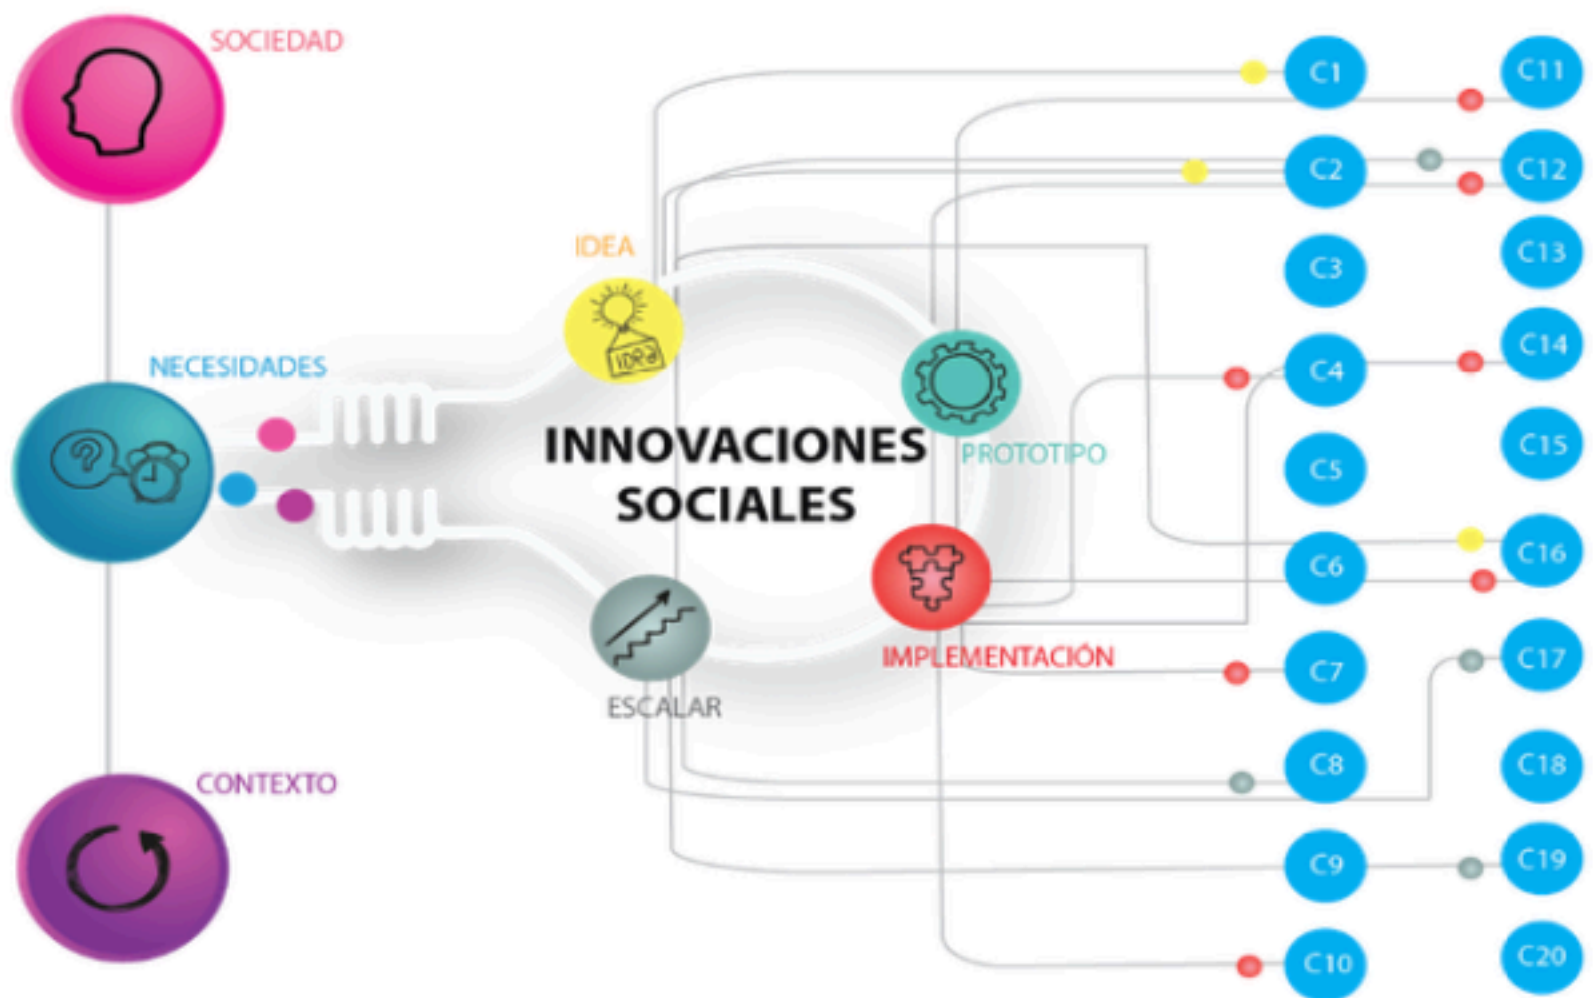 SOCIEDAD
NECESIDADES
?
CONTEXTO
IDEA
IDEA
INNOVACIONES
SOCIALES
PROTOTIPO
IMPLEMENTACIÓN
ESCALAR
C1
C2
C3
C4
C5
C6
C7
C8
C9
C10
C11
C12
C13
C14
C15
C16
C17
C18
C19
C20